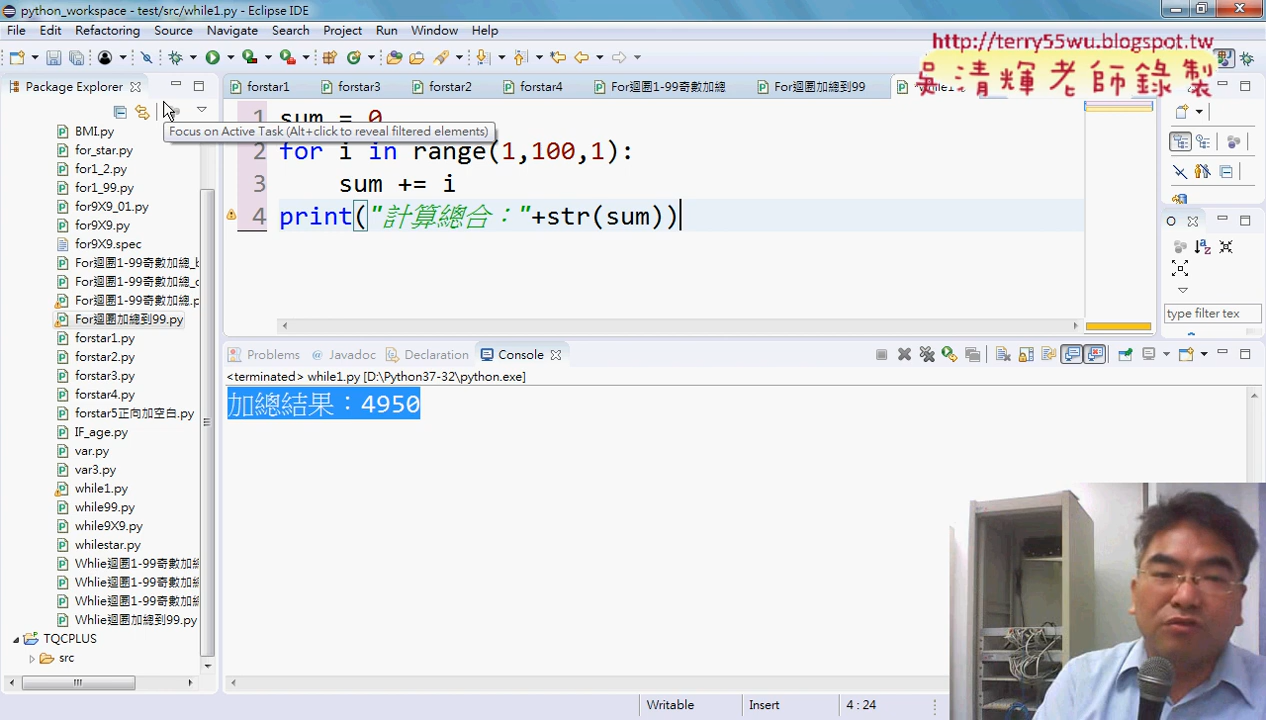 python_workspace - test/src/while1.py - Eclipse IDE
http://terry55wu.blogspot.tw
吳清輝老師錄製
File Edit Refactoring Source Navigate Search Project Run Window Help
Package Explorer
forstar1 forstar3 forstar2 forstar4 For迴圈1-99奇數加總 For迴圈加總到99
Focus on Active Task (Alt+click to reveal filtered elements)
1 sum = 0
2 for i in range(1,100,1):
3 sum += i
4 print("計算總合："+str(sum))
BMI.py
for_star.py
for1_2.py
for1_99.py
for9X9_01.py
for9X9.py
for9X9.spec
For迴圈1-99奇數加總_b
For迴圈1-99奇數加總_c
For迴圈1-99奇數加總.p
For迴圈加總到99.py
forstar1.py
forstar2.py
forstar3.py
forstar4.py
forstar5正向加空白.py
IF_age.py
var.py
var3.py
while1.py
while99.py
while9X9.py
whilestar.py
Whlie迴圈1-99奇數加總
Whlie迴圈1-99奇數加總
Whlie迴圈1-99奇數加總
Whlie迴圈加總到99.py
TQCPLUS
src
type filter tex
Problems Javadoc Declaration Console
<terminated> while1.py [D:\Python37-32\python.exe]
加總結果：4950
Writable Insert 4 : 24